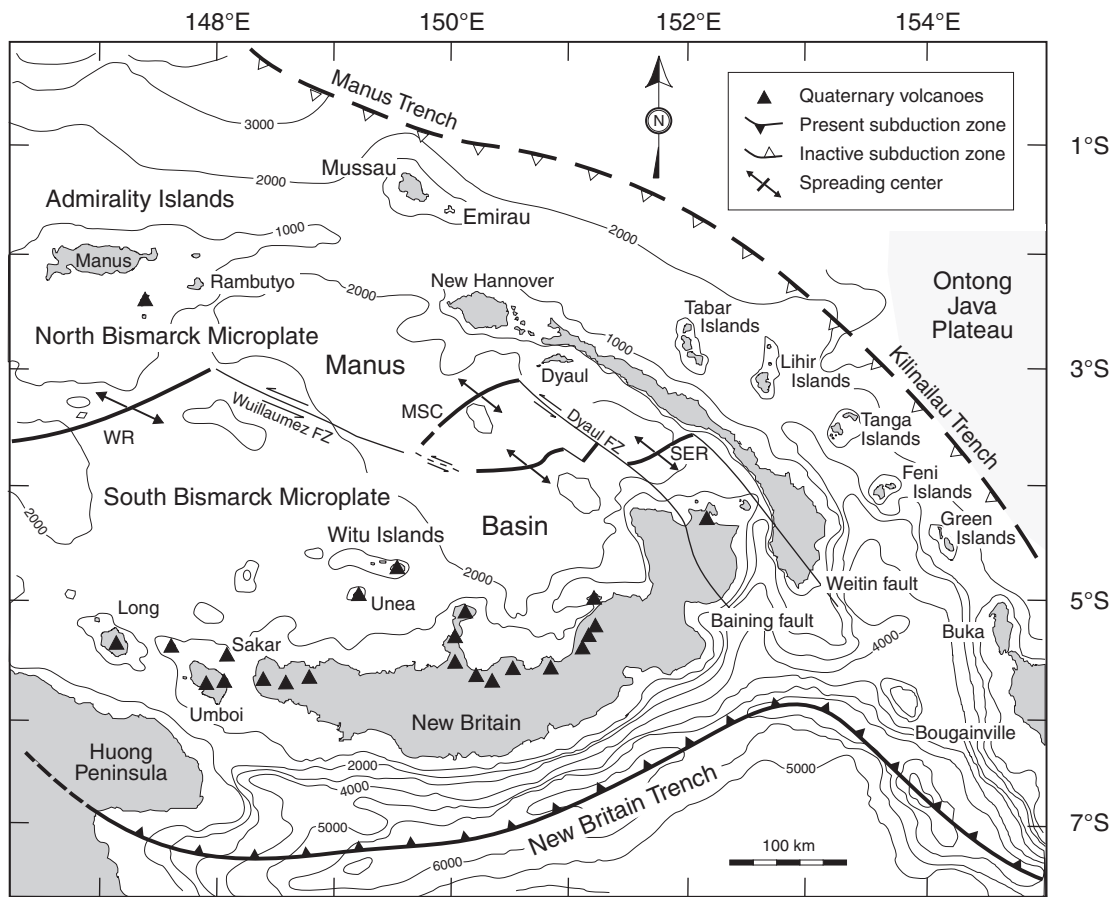 148°E
150°E
152°E
154°E
Manus Trench
N
Quaternary volcanoes
Present subduction zone
Inactive subduction zone
Spreading center
1°S
3000
2000
Mussau
Emirau
Admirality Islands
1000
2000
Manus
Rambutyo
2000
New Hannover
Tabar
Islands
Ontong
Java
Plateau
North Bismarck Microplate
Manus
1000
Dyaul
Lihir
Islands
3°S
Kilinailau Trench
WR
Wuillaumez FZ
MSC
Dyaul FZ
SER
Tanga
Islands
South Bismarck Microplate
Feni
Islands
2000
Basin
Green
Islands
Witu Islands
2000
Unea
Weitin fault
5°S
Long
Baining fault
Buka
Sakar
4000
Umboi
New Britain
Bougainville
Huong
Peninsula
2000
4000
5000
New Britain Trench
5000
7°S
6000
100 km